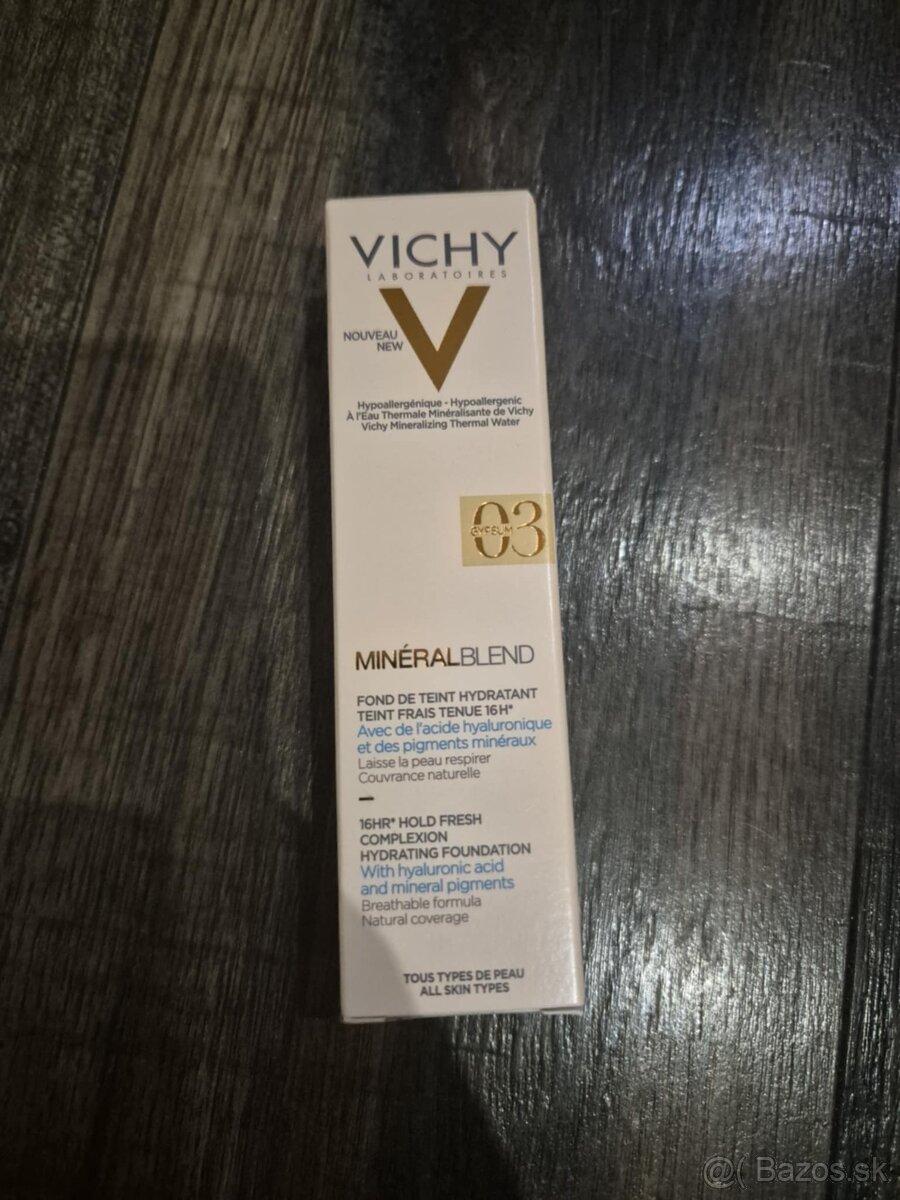 VICHY
LABORATOIRES
NOUVEAU
NEW
Hypoallergénique - Hypoallergenic
À l'Eau Thermale Minéralisante de Vichy
Vichy Mineralizing Thermal Water
03
GYPSUM
MINÉRALBLEND
FOND DE TEINT HYDRATANT
TEINT FRAIS TENUE 16H*
Avec de l'acide hyaluronique
et des pigments minéraux
Laisse la peau respirer
Couvrance naturelle
16HR* HOLD FRESH
COMPLEXION
HYDRATING FOUNDATION
With hyaluronic acid
and mineral pigments
Breathable formula
Natural coverage
TOUS TYPES DE PEAU
ALL SKIN TYPES
@( Bazos.sk